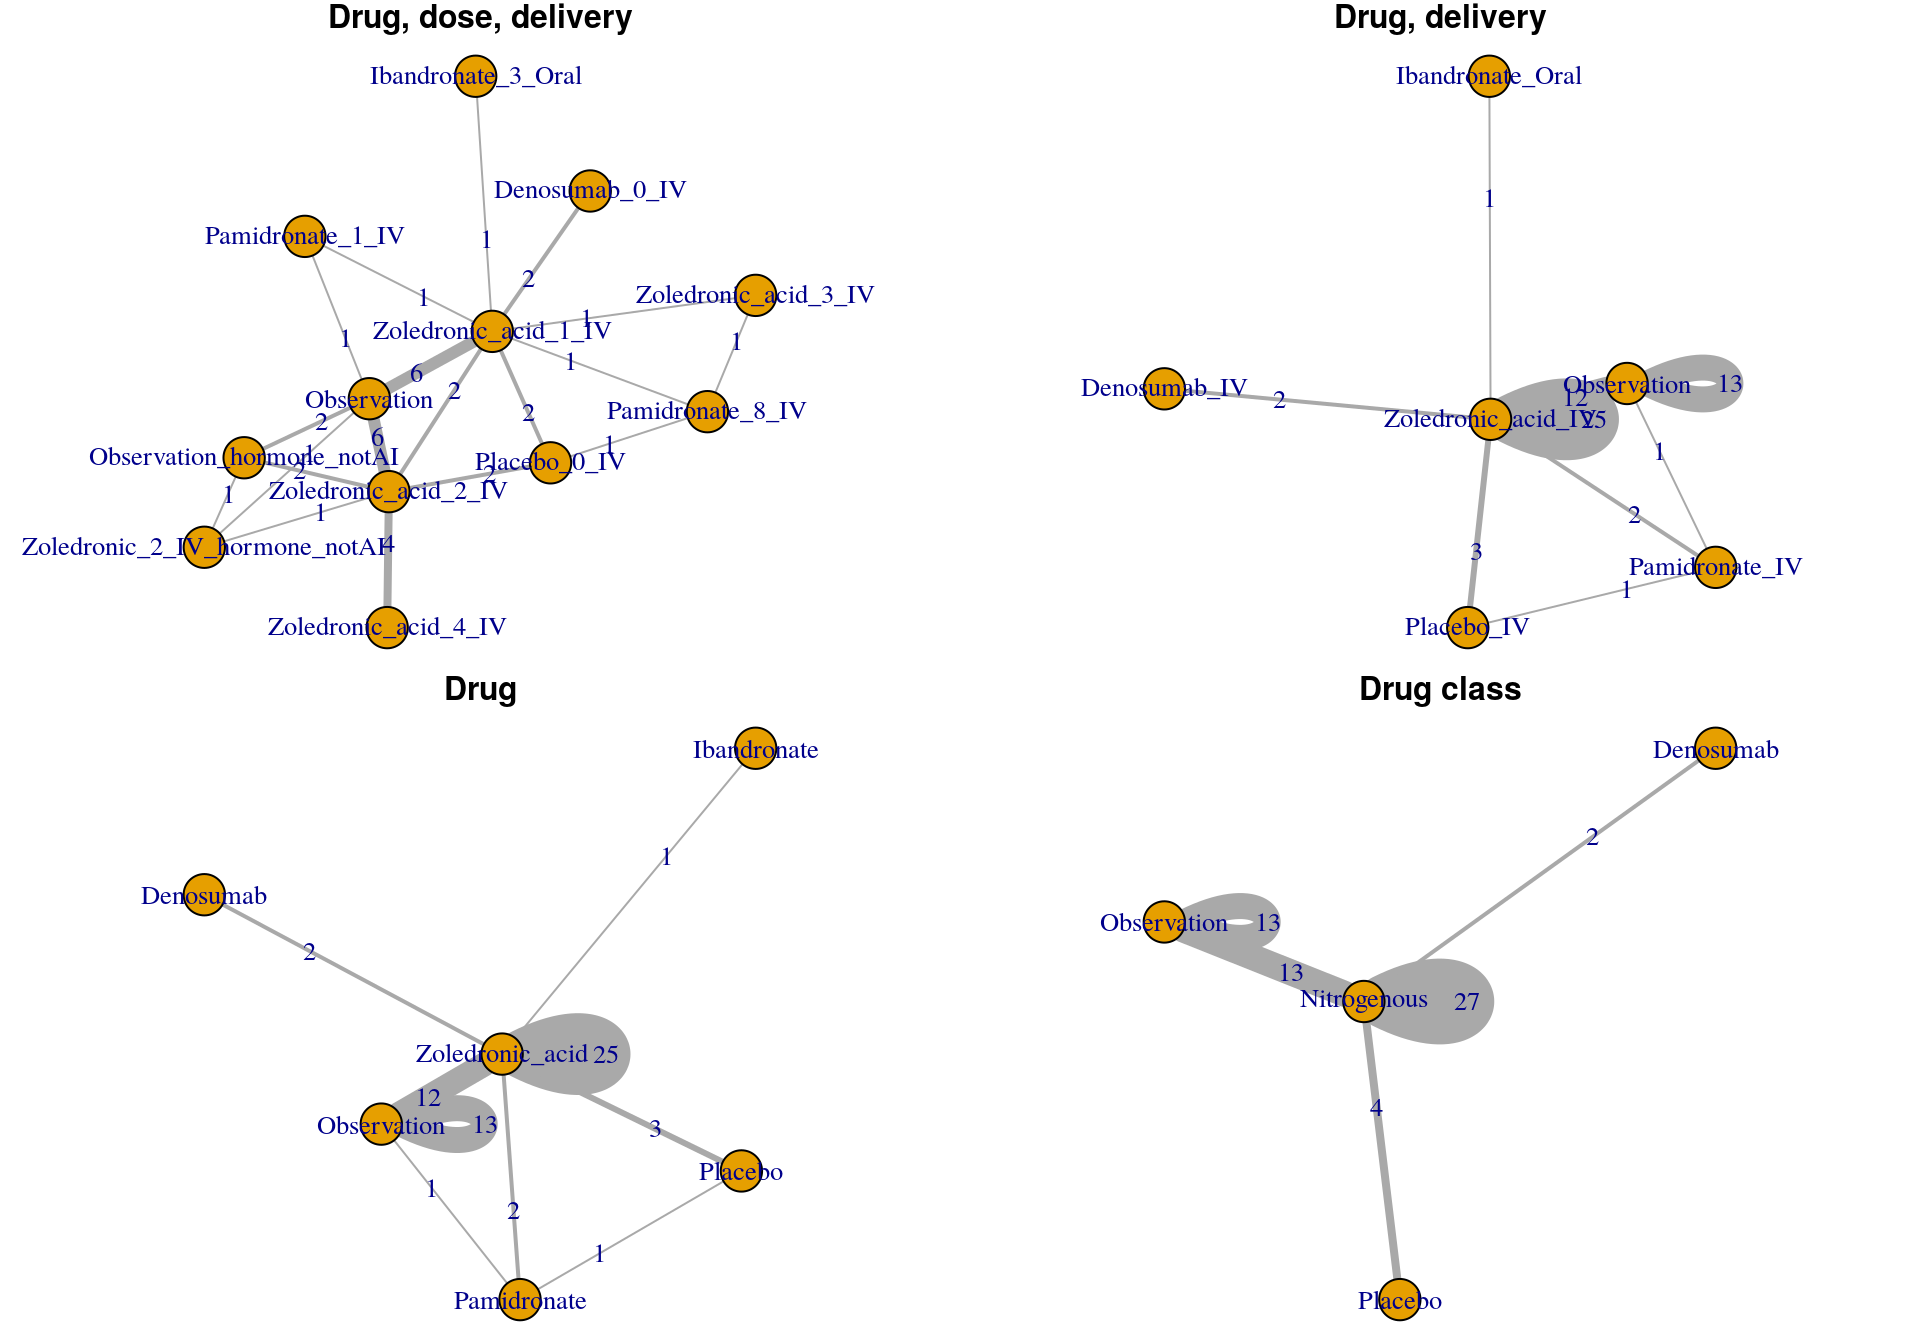 Drug, dose, delivery
Ibandronate_3_Oral
Denosumab_0_IV
Pamidronate_1_IV
1
2
1
Zoledronic_acid_3_IV
1
Zoledronic_acid_1_IV
1
1
1
6
2
Observation
2
Pamidronate_8_IV
2
6
1
Observation_hormone_notAI
1
2
Placebo_0_IV
2
1
Zoledronic_acid_2_IV
1
Zoledronic_2_IV_hormone_notAI
4
Zoledronic_acid_4_IV
Drug, delivery
Ibandronate_Oral
1
Denosumab_IV
2
Observation
13
12
Zoledronic_acid_IV
25
1
2
3
Pamidronate_IV
1
Placebo_IV
Drug
Ibandronate
1
Denosumab
2
Zoledronic_acid
25
12
Observation
13
3
Placebo
1
2
1
Pamidronate
Drug class
Denosumab
2
Observation
13
13
Nitrogenous
27
4
Placebo